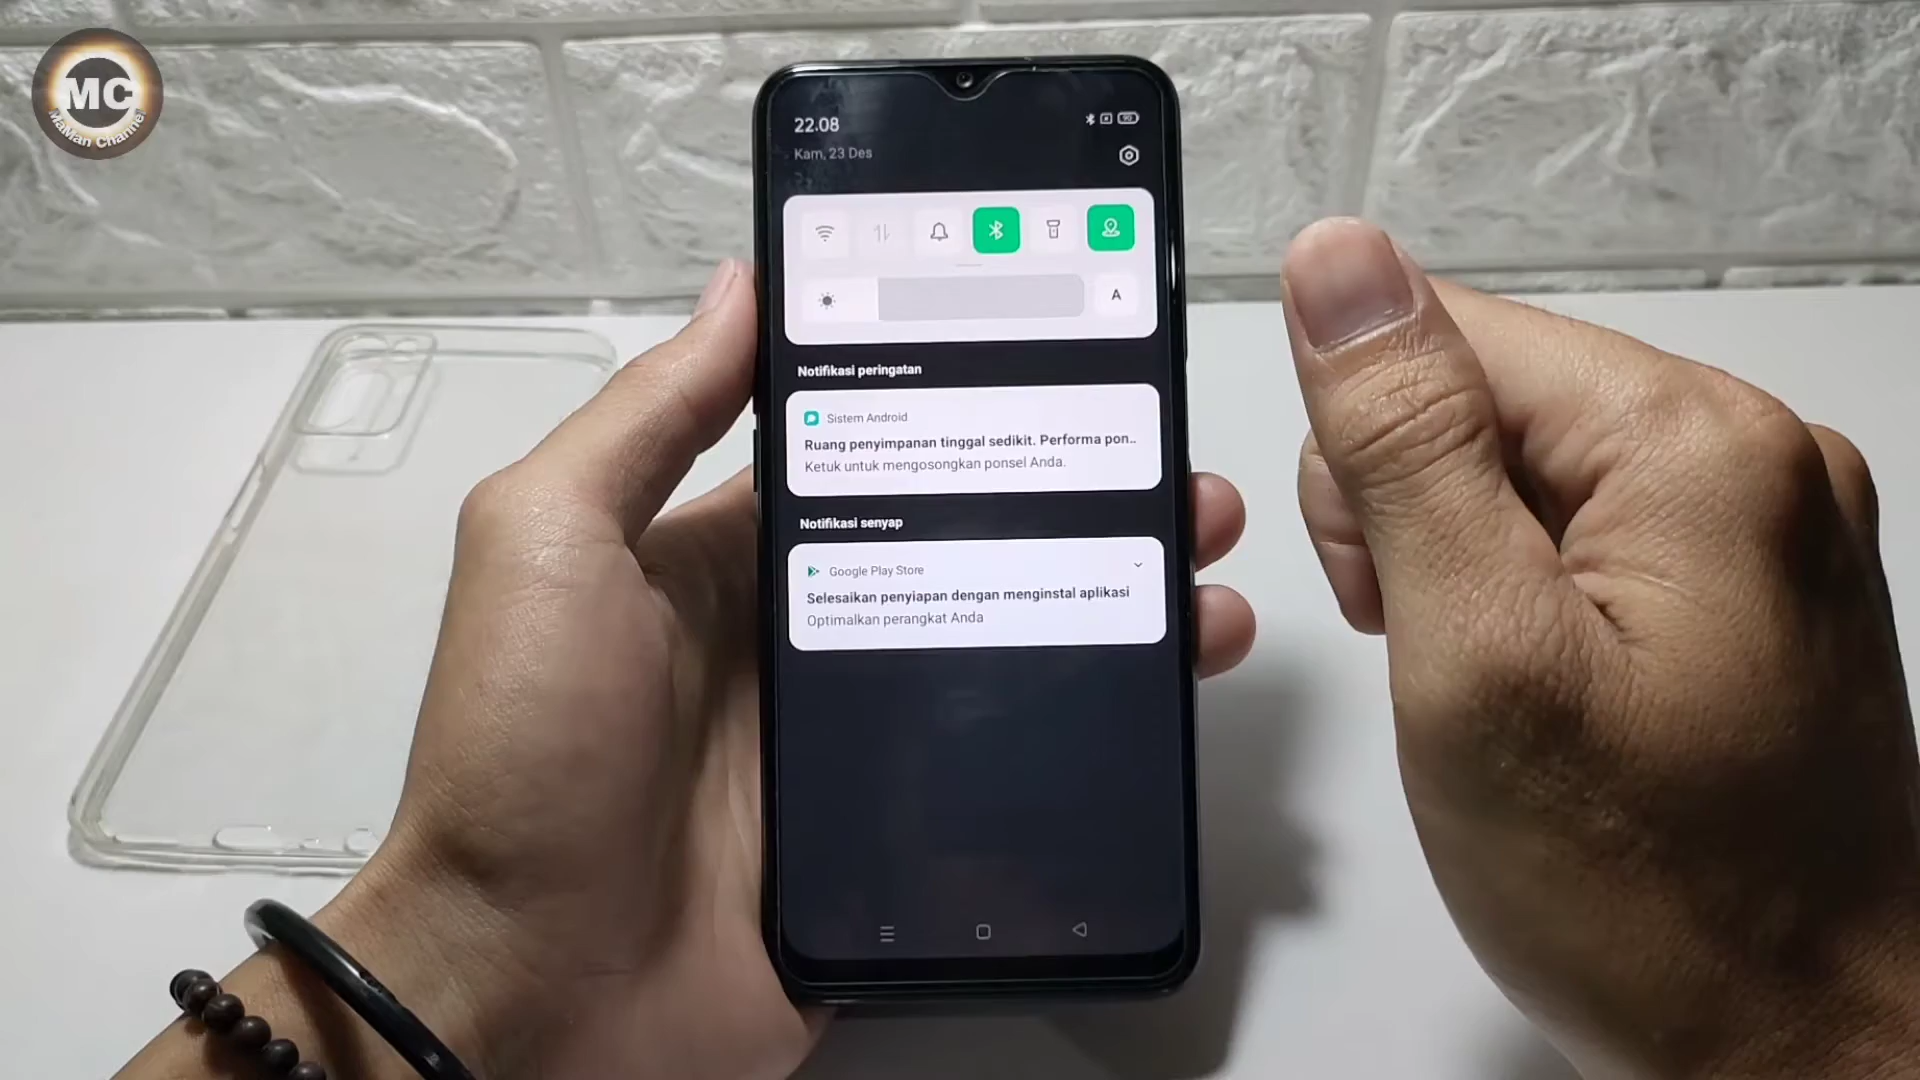 MC
MaMan Channel
22.08
90
Kam, 23 Des
A
Notifikasi peringatan
Sistem Android
Ruang penyimpanan tinggal sedikit. Performa pon..
Ketuk untuk mengosongkan ponsel Anda.
Notifikasi senyap
Google Play Store
Selesaikan penyiapan dengan menginstal aplikasi
Optimalkan perangkat Anda